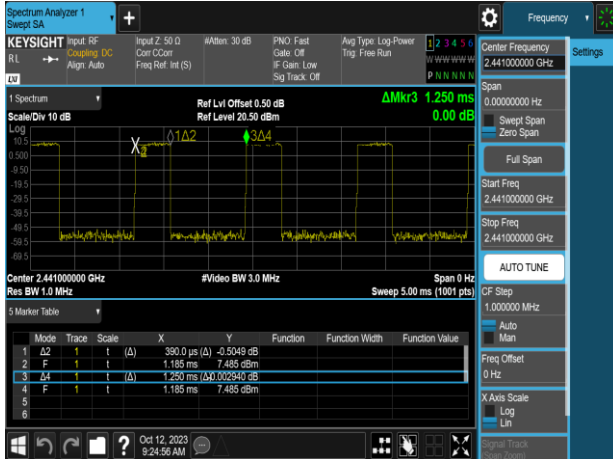 Spectrum Analyzer 1
Swept SA
Frequency
KEYSIGHT
RL
LXI
Input: RF
Coupling: DC
Align: Auto
Input Z: 50 Ω
Corr CCorr
Freq Ref: Int (S)
#Atten: 30 dB
PNO: Fast
Gate: Off
IF Gain: Low
Sig Track: Off
Avg Type: Log-Power
Trig: Free Run
1 2 3 4 5 6
W W W W W W
P N N N N N
1 Spectrum
Scale/Div 10 dB
Ref Lvl Offset 0.50 dB
Ref Level 20.50 dBm
ΔMkr3 1.250 ms
0.00 dB
Log
10.5
0.500
-9.50
-19.5
-29.5
-39.5
-49.5
-59.5
-69.5
X
1Δ2
3Δ4
Center 2.441000000 GHz
Res BW 1.0 MHz
#Video BW 3.0 MHz
Span 0 Hz
Sweep 5.00 ms (1001 pts)
5 Marker Table
Mode Trace Scale X Y Function Function Width Function Value
1 Δ2 1 t (Δ) 390.0 µs (Δ) -0.5049 dB
2 F 1 t 1.185 ms 7.485 dBm
3 Δ4 1 t (Δ) 1.250 ms (Δ) 0.002940 dB
4 F 1 t 1.185 ms 7.485 dBm
5
6
?
Oct 12, 2023
9:24:56 AM
Center Frequency
2.441000000 GHz
Settings
Span
0.00000000 Hz
Swept Span
Zero Span
Full Span
Start Freq
2.441000000 GHz
Stop Freq
2.441000000 GHz
AUTO TUNE
CF Step
1.000000 MHz
Auto
Man
Freq Offset
0 Hz
X Axis Scale
Log
Lin
Signal Track
(Span Zoom)